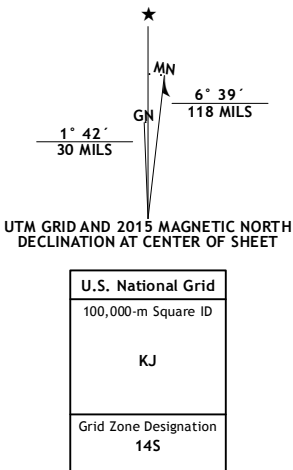 MN
GN
6° 39´
118 MILS
1° 42´
30 MILS
UTM GRID AND 2015 MAGNETIC NORTH
DECLINATION AT CENTER OF SHEET
U.S. National Grid
100,000-m Square ID
KJ
Grid Zone Designation
14S